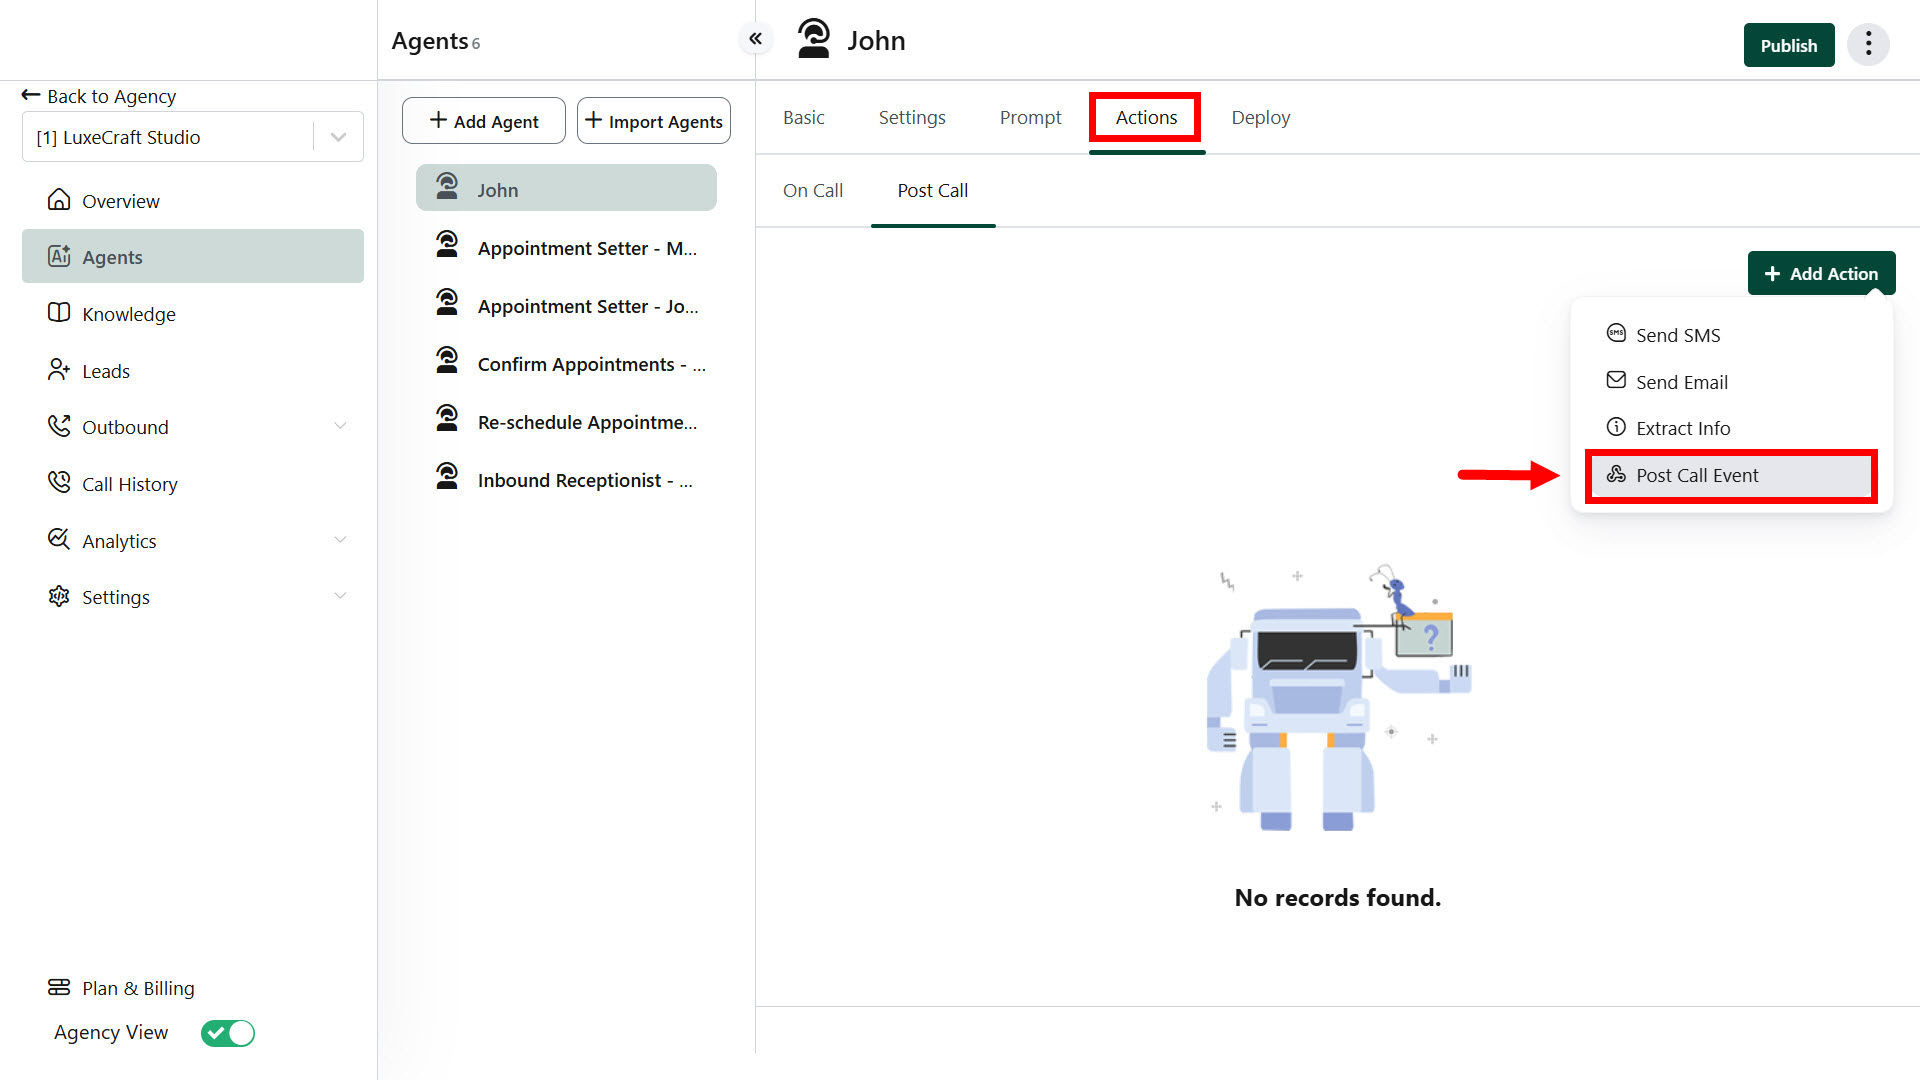 Back to Agency
[1] LuxeCraft Studio
Overview
Agents
Knowledge
Leads
Outbound
Call History
Analytics
Settings
Plan & Billing
Agency View
Agents 6
Add Agent
Import Agents
John
Appointment Setter - M...
Appointment Setter - Jo...
Confirm Appointments - ...
Re-schedule Appointme...
Inbound Receptionist - ...
John
Publish
Basic
Settings
Prompt
Actions
Deploy
On Call
Post Call
Add Action
SMS Send SMS
Send Email
Extract Info
Post Call Event
?
No records found.